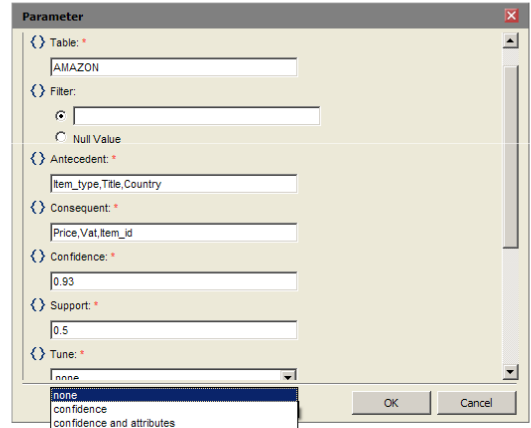 Parameter
{} Table: *
AMAZON
{} Filter:
Null Value
{} Antecedent: *
Item_type,Title,Country
{} Consequent: *
Price,Vat,Item_id
{} Confidence: *
0.93
{} Support: *
0.5
{} Tune: *
none
none
confidence
confidence and attributes
OK
Cancel